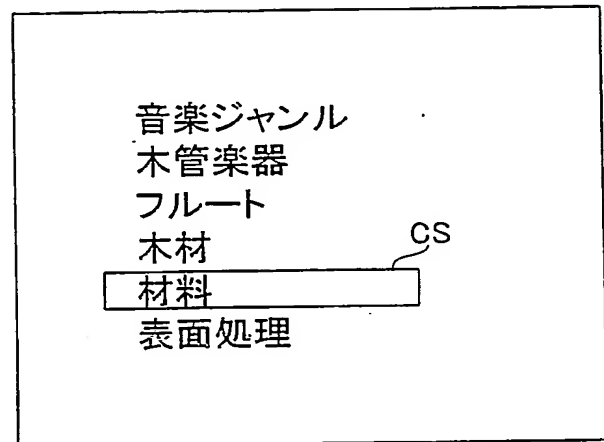 音楽ジャンル
木管楽器
フルート
木材
CS
材料
表面処理